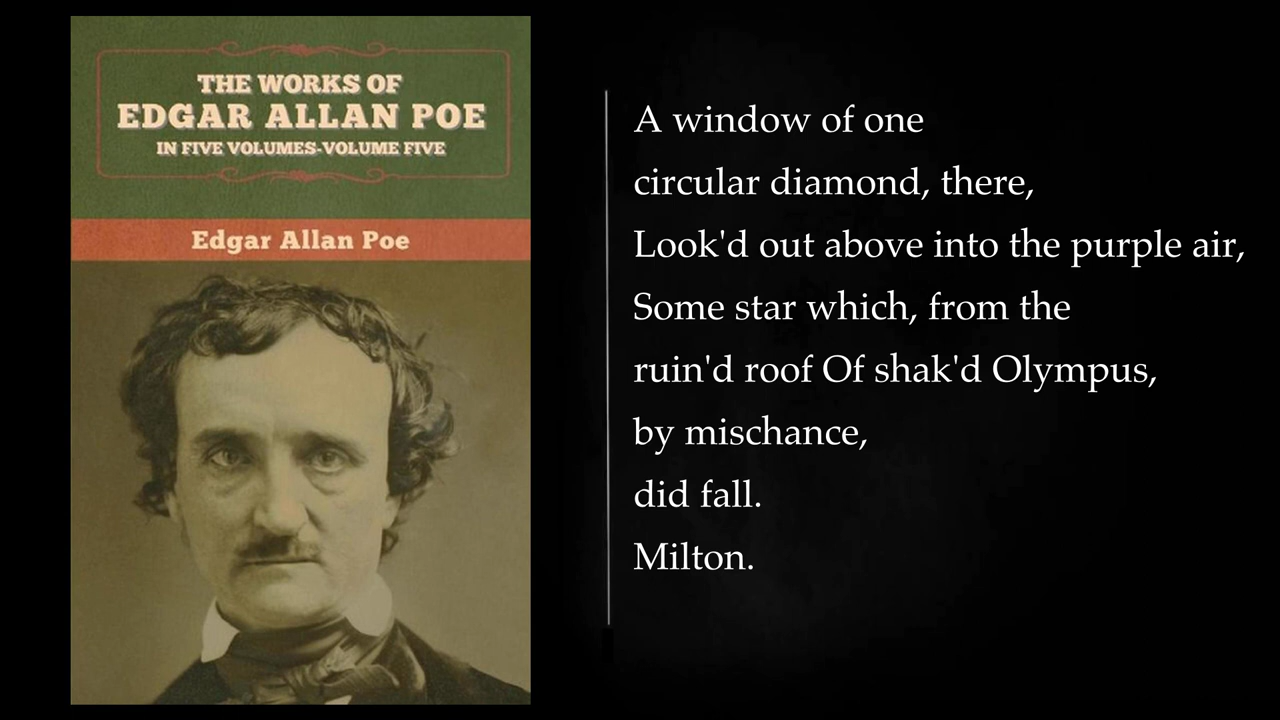 THE WORKS OF
EDGAR ALLAN POE
IN FIVE VOLUMES-VOLUME FIVE
Edgar Allan Poe
A window of one
circular diamond, there,
Look'd out above into the purple air,
Some star which, from the
ruin'd roof Of shak'd Olympus,
by mischance,
did fall.
Milton.